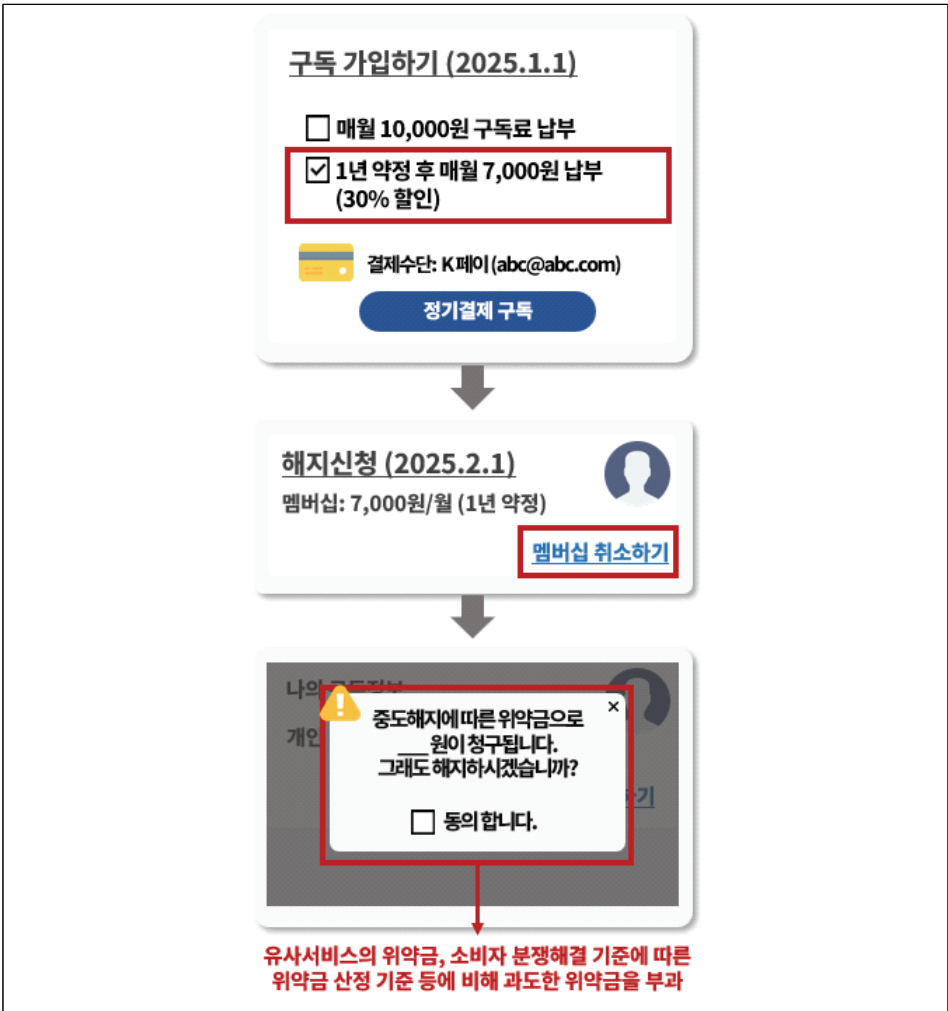 구독 가입하기 (2025.1.1)
매월 10,000원 구독료 납부
1년 약정 후 매월 7,000원 납부
(30% 할인)
결제수단: K페이(abc@abc.com)
정기결제 구독
해지신청 (2025.2.1)
멤버십: 7,000원/월 (1년 약정)
멤버십 취소하기
나의
개인
중도해지에 따른 위약금으로
___원이 청구됩니다.
그래도 해지하시겠습니까?
하기
동의 합니다.
유사서비스의 위약금, 소비자 분쟁해결 기준에 따른
위약금 산정 기준 등에 비해 과도한 위약금을 부과